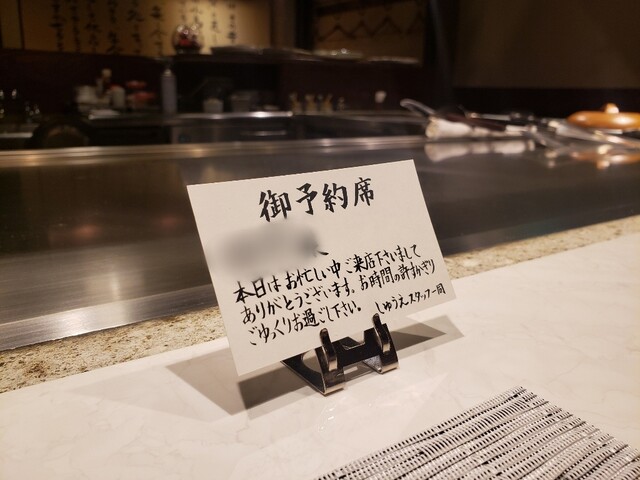 御予約席
本日はお忙しい中ご来店下さいまして
ありがとうございます。お時間の許すかぎり
ごゆっくりお過ごし下さい。 しゅうえんスタッフ一同